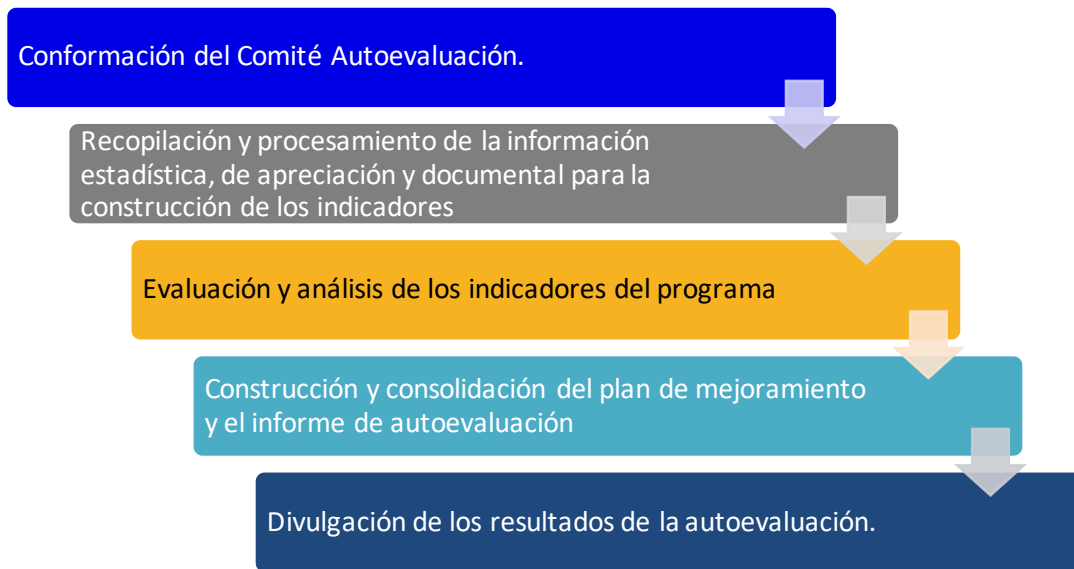 Conformación del Comité Autoevaluación.
Recopilación y procesamiento de la información
estadística, de apreciación y documental para la
construcción de los indicadores
Evaluación y análisis de los indicadores del programa
Construcción y consolidación del plan de mejoramiento
y el informe de autoevaluación
Divulgación de los resultados de la autoevaluación.